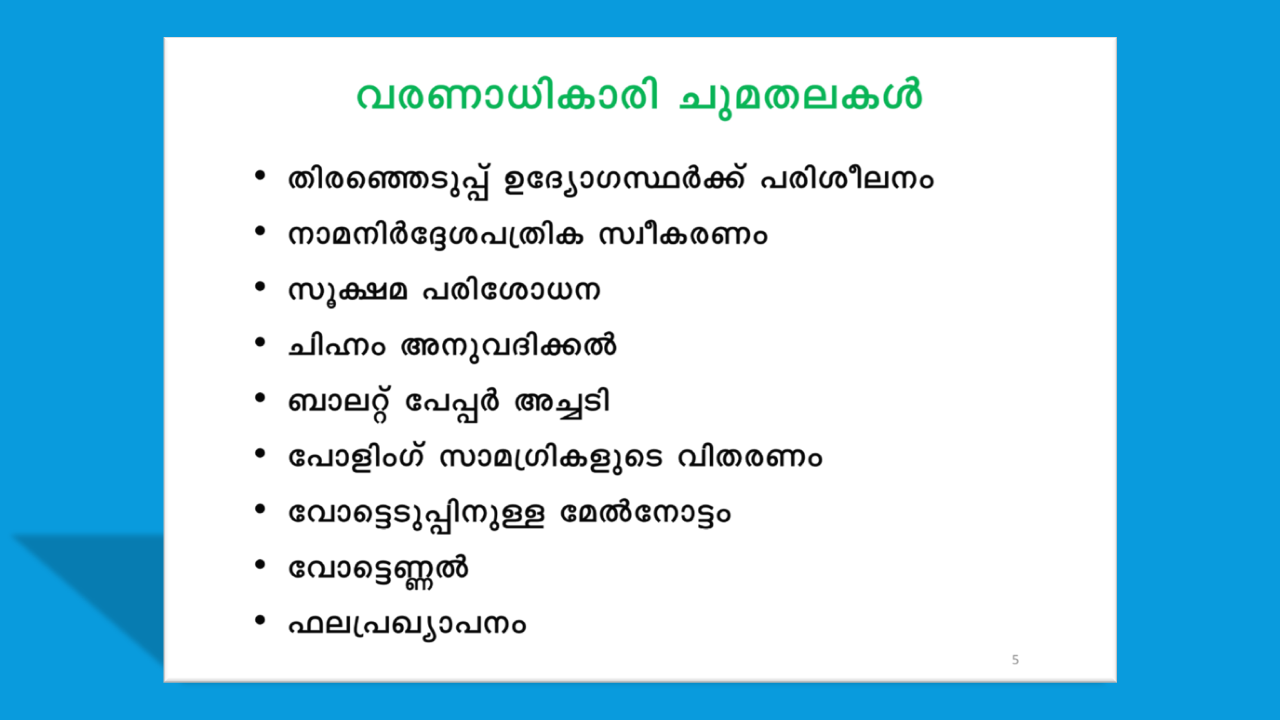 വരണാധികാരി ചുമതലകൾ
• തിരഞ്ഞെടുപ്പ് ഉദ്യോഗസ്ഥർക്ക് പരിശീലനം
• നാമനിർദ്ദേശപത്രിക സ്വീകരണം
• സൂക്ഷമ പരിശോധന
• ചിഹ്നം അനുവദിക്കൽ
• ബാലറ്റ് പേപ്പർ അച്ചടി
• പോളിംഗ് സാമഗ്രികളുടെ വിതരണം
• വോട്ടെടുപ്പിനുള്ള മേൽനോട്ടം
• വോട്ടെണ്ണൽ
• ഫലപ്രഖ്യാപനം
5